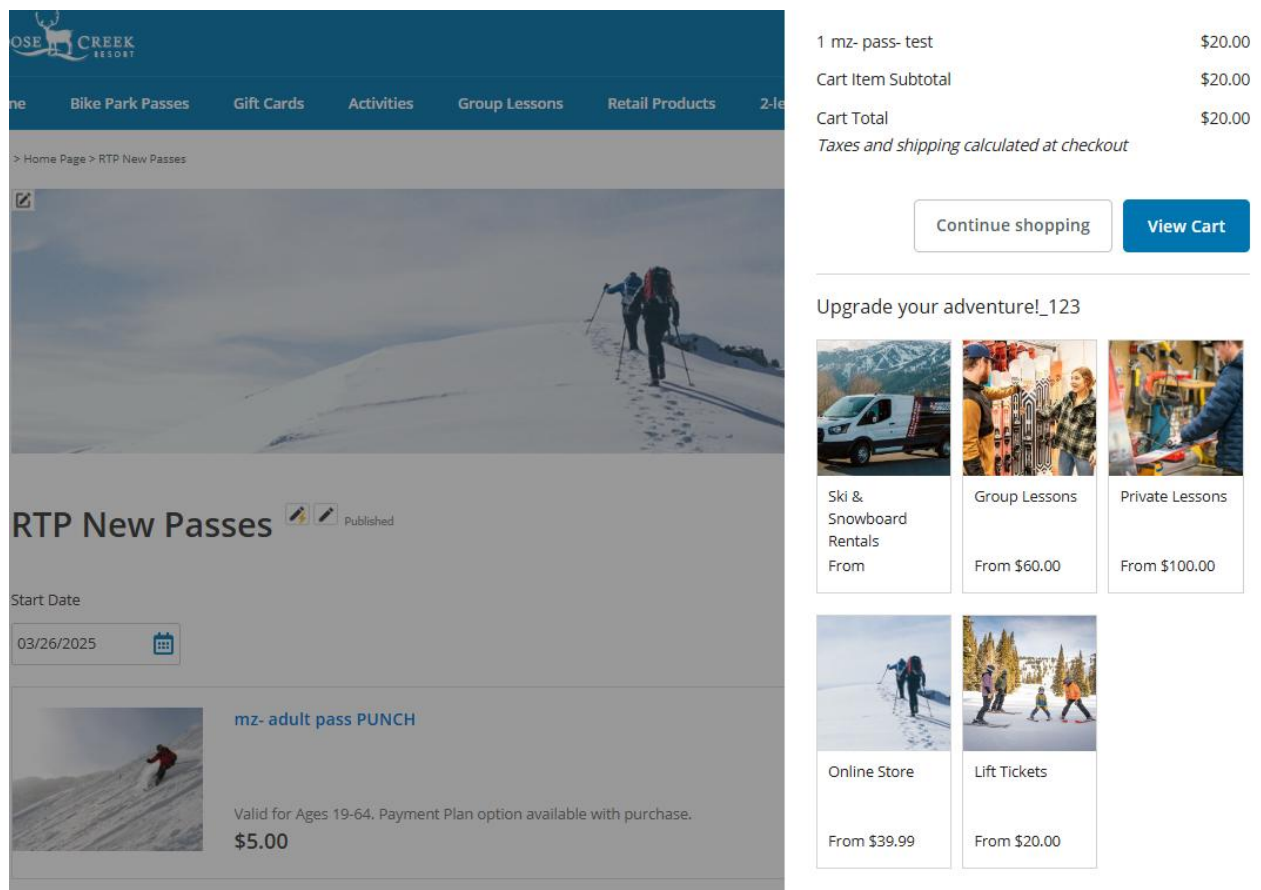 OSE CREEK
RESORT
ne Bike Park Passes Gift Cards Activities Group Lessons Retail Products 2-le
> Home Page > RTP New Passes
RTP New Passes Published
Start Date
03/26/2025
mz- adult pass PUNCH
Valid for Ages 19-64. Payment Plan option available with purchase.
$5.00
1 mz- pass- test $20.00
Cart Item Subtotal $20.00
Cart Total $20.00
Taxes and shipping calculated at checkout
Continue shopping View Cart
Upgrade your adventure!_123
Ski &
Snowboard
Rentals
From
Group Lessons
From $60.00
Private Lessons
From $100.00
Online Store
From $39.99
Lift Tickets
From $20.00